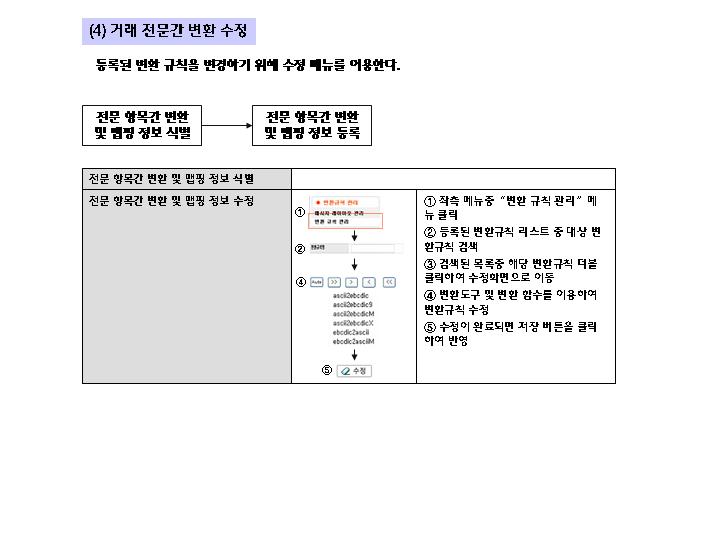 (4) 거래 전문간 변환 수정
등록된 변환 규칙을 변경하기 위해 수정 메뉴를 이용한다.
전문 항목간 변환
및 맵핑 정보 식별
전문 항목간 변환
및 맵핑 정보 등록
전문 항목간 변환 및 맵핑 정보 식별
전문 항목간 변환 및 맵핑 정보 수정
변환규칙 관리
①
메시지 레이아웃 관리
변환 규칙 관리
②
④ Auto >> > < <<
ascii2ebcdic
ascii2ebcdic9
ascii2ebcdicM
ascii2ebcdicX
ebcdic2ascii
ebcdic2asciiM
⑤ 수정
① 좌측 메뉴중 “변환 규칙 관리” 메
뉴 클릭
② 등록된 변환규칙 리스트 중 대상 변
환규칙 검색
③ 검색된 목록중 해당 변환규칙 더블
클릭하여 수정화면으로 이동
④ 변환도구 및 변환 함수를 이용하여
변환규칙 수정
⑤ 수정이 완료되면 저장 버튼을 클릭
하여 반영